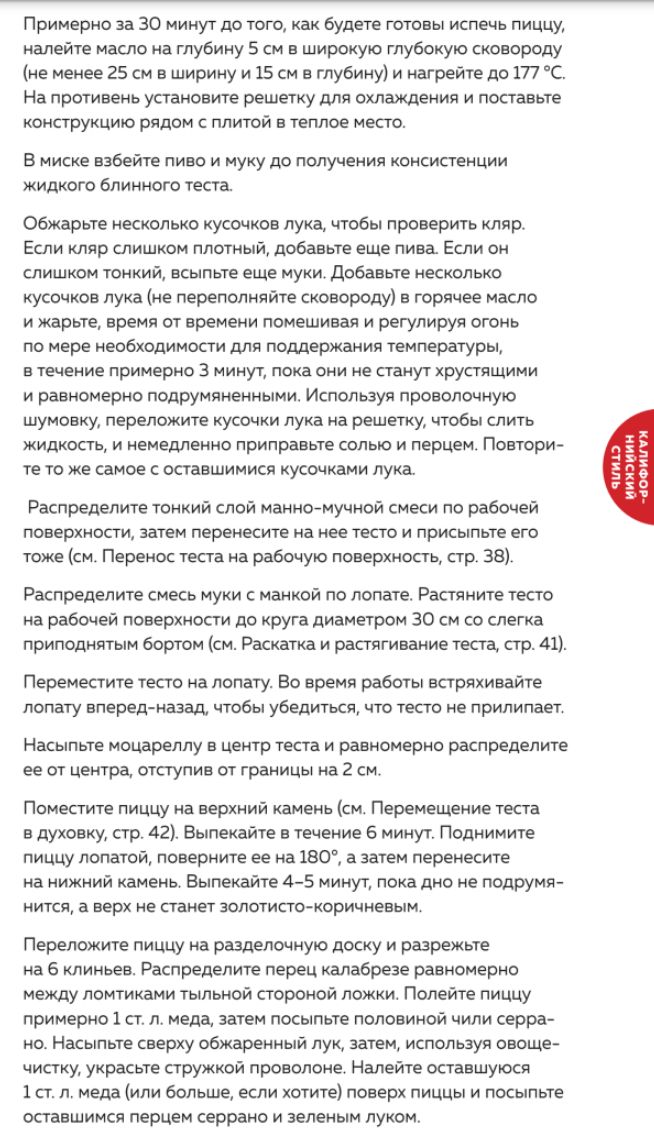 Примерно за 30 минут до того, как будете готовы испечь пиццу,
налейте масло на глубину 5 см в широкую глубокую сковороду
(не менее 25 см в ширину и 15 см в глубину) и нагрейте до 177 °С.
На противень установите решетку для охлаждения и поставьте
конструкцию рядом с плитой в теплое место.
В миске взбейте пиво и муку до получения консистенции
жидкого блинного теста.
Обжарьте несколько кусочков лука, чтобы проверить кляр.
Если кляр слишком плотный, добавьте еще пива. Если он
слишком тонкий, всыпьте еще муки. Добавьте несколько
кусочков лука (не переполняйте сковороду) в горячее масло
и жарьте, время от времени помешивая и регулируя огонь
по мере необходимости для поддержания температуры,
в течение примерно 3 минут, пока они не станут хрустящими
и равномерно подрумяненными. Используя проволочную
шумовку, переложите кусочки лука на решетку, чтобы слить
жидкость, и немедленно приправьте солью и перцем. Повтори-
те то же самое с оставшимися кусочками лука.
Распределите тонкий слой манно-мучной смеси по рабочей
поверхности, затем перенесите на нее тесто и присыпьте его
тоже (см. Перенос теста на рабочую поверхность, стр. 38).
Распределите смесь муки с манкой по лопате. Растяните тесто
на рабочей поверхности до круга диаметром 30 см со слегка
приподнятым бортом (см. Раскатка и растягивание теста, стр. 41).
Переместите тесто на лопату. Во время работы встряхивайте
лопату вперед-назад, чтобы убедиться, что тесто не прилипает.
Насыпьте моцареллу в центр теста и равномерно распределите
ее от центра, отступив от границы на 2 см.
Поместите пиццу на верхний камень (см. Перемещение теста
в духовку, стр. 42). Выпекайте в течение 6 минут. Поднимите
пиццу лопатой, поверните ее на 180°, а затем перенесите
на нижний камень. Выпекайте 4–5 минут, пока дно не подрумя-
нится, а верх не станет золотисто-коричневым.
Переложите пиццу на разделочную доску и разрежьте
на 6 клиньев. Распределите перец калабрезе равномерно
между ломтиками тыльной стороной ложки. Полейте пиццу
примерно 1 ст. л. меда, затем посыпьте половиной чили серра-
но. Насыпьте сверху обжаренный лук, затем, используя овоще-
чистку, украсьте стружкой проволоне. Налейте оставшуюся
1 ст. л. меда (или больше, если хотите) поверх пиццы и посыпьте
оставшимся перцем серрано и зеленым луком.
КАЛИФОР-
НИЙСКИЙ
СТИЛЬ